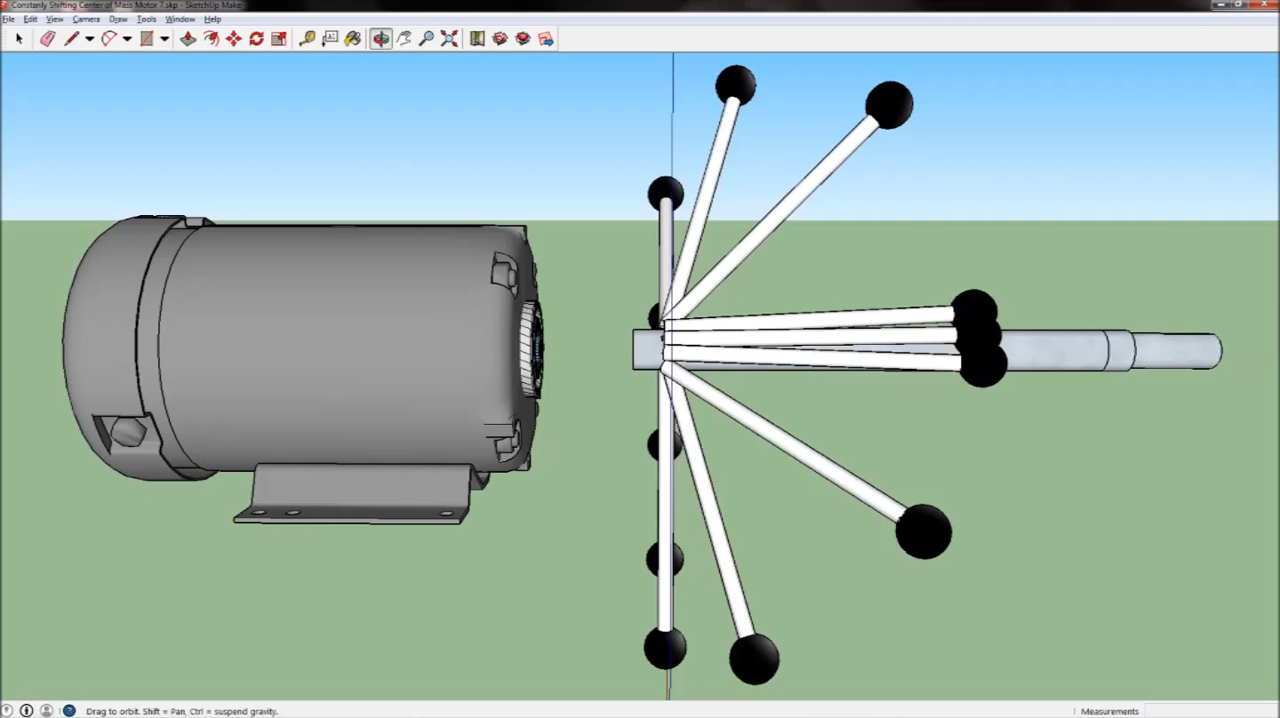 Constanly Shifting Center of Mass Motor 7.skp - SketchUp Make
File Edit View Camera Draw Tools Window Help
Drag to orbit. Shift = Pan, Ctrl = suspend gravity.
Measurements